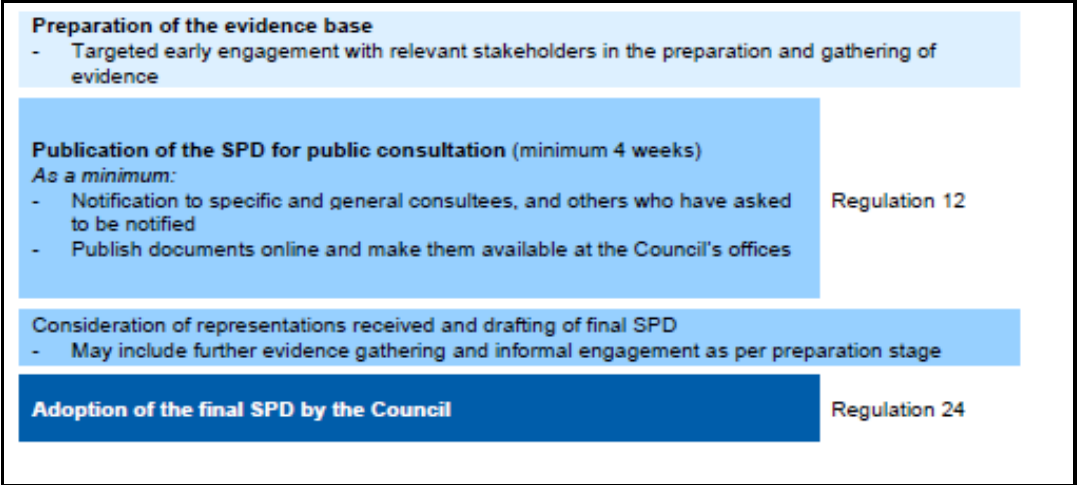 Preparation of the evidence base
- Targeted early engagement with relevant stakeholders in the preparation and gathering of
evidence
Publication of the SPD for public consultation (minimum 4 weeks)
As a minimum:
- Notification to specific and general consultees, and others who have asked
to be notified
- Publish documents online and make them available at the Council's offices
Regulation 12
Consideration of representations received and drafting of final SPD
- May include further evidence gathering and informal engagement as per preparation stage
Adoption of the final SPD by the Council
Regulation 24